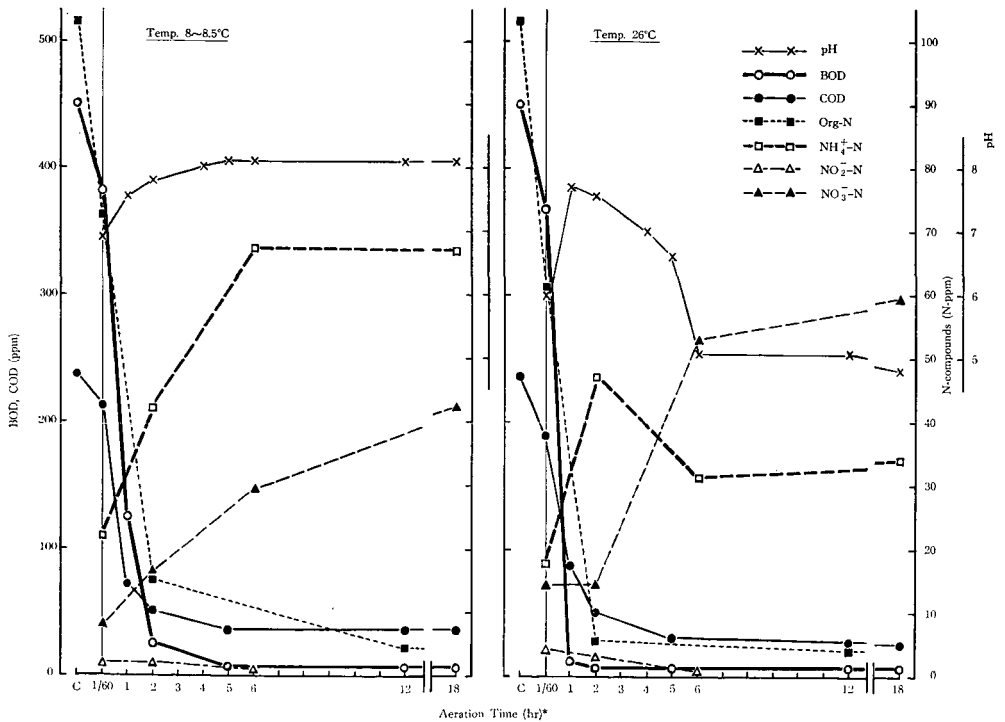 Temp. 8~8.5°C
Temp. 26°C
500
400
300
200
100
0
BOD, COD (ppm)
pH
BOD
COD
Org-N
NH₄⁺-N
NO₂⁻-N
NO₃⁻-N
100
90
80
70
60
50
40
30
20
10
0
N-compounds (N-ppm)
pH
8
7
6
5
C 1/60 1 2 3 4 5 6 12 18
C 1/60 1 2 3 4 5 6 12 18
Aeration Time (hr)*